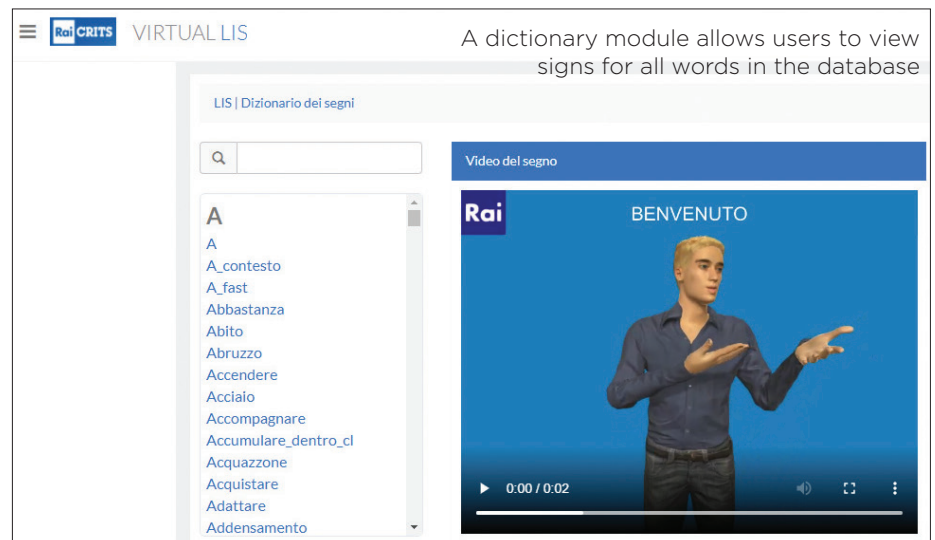 Rai CRITS VIRTUAL LIS
A dictionary module allows users to view
signs for all words in the database
LIS | Dizionario dei segni
Video del segno
A
A
A_contesto
A_fast
Abbastanza
Abito
Abruzzo
Accendere
Acciaio
Accompagnare
Accumulare_dentro_cl
Acquazzone
Acquistare
Adattare
Addensamento
Rai
BENVENUTO
0:00 / 0:02